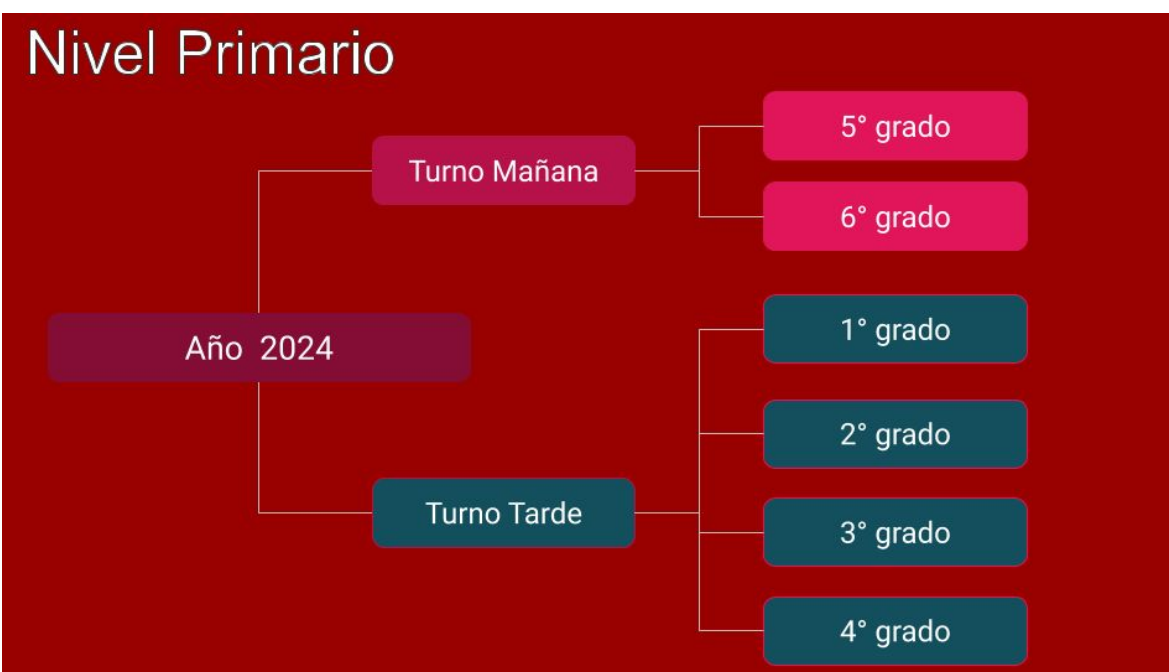 Nivel Primario
Turno Mañana
5° grado
6° grado
Año 2024
Turno Tarde
1° grado
2° grado
3° grado
4° grado